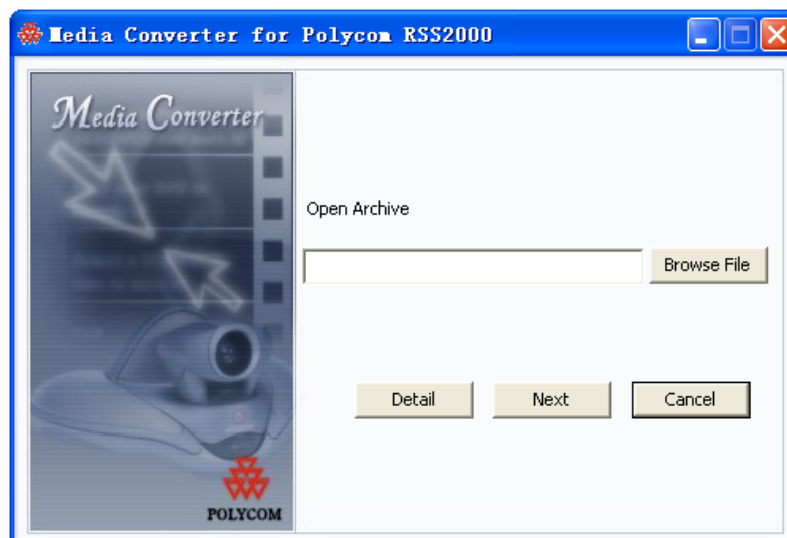 Media Converter for Polycom RSS2000
Media Converter
Open Archive
Browse File
Detail Next Cancel
POLYCOM